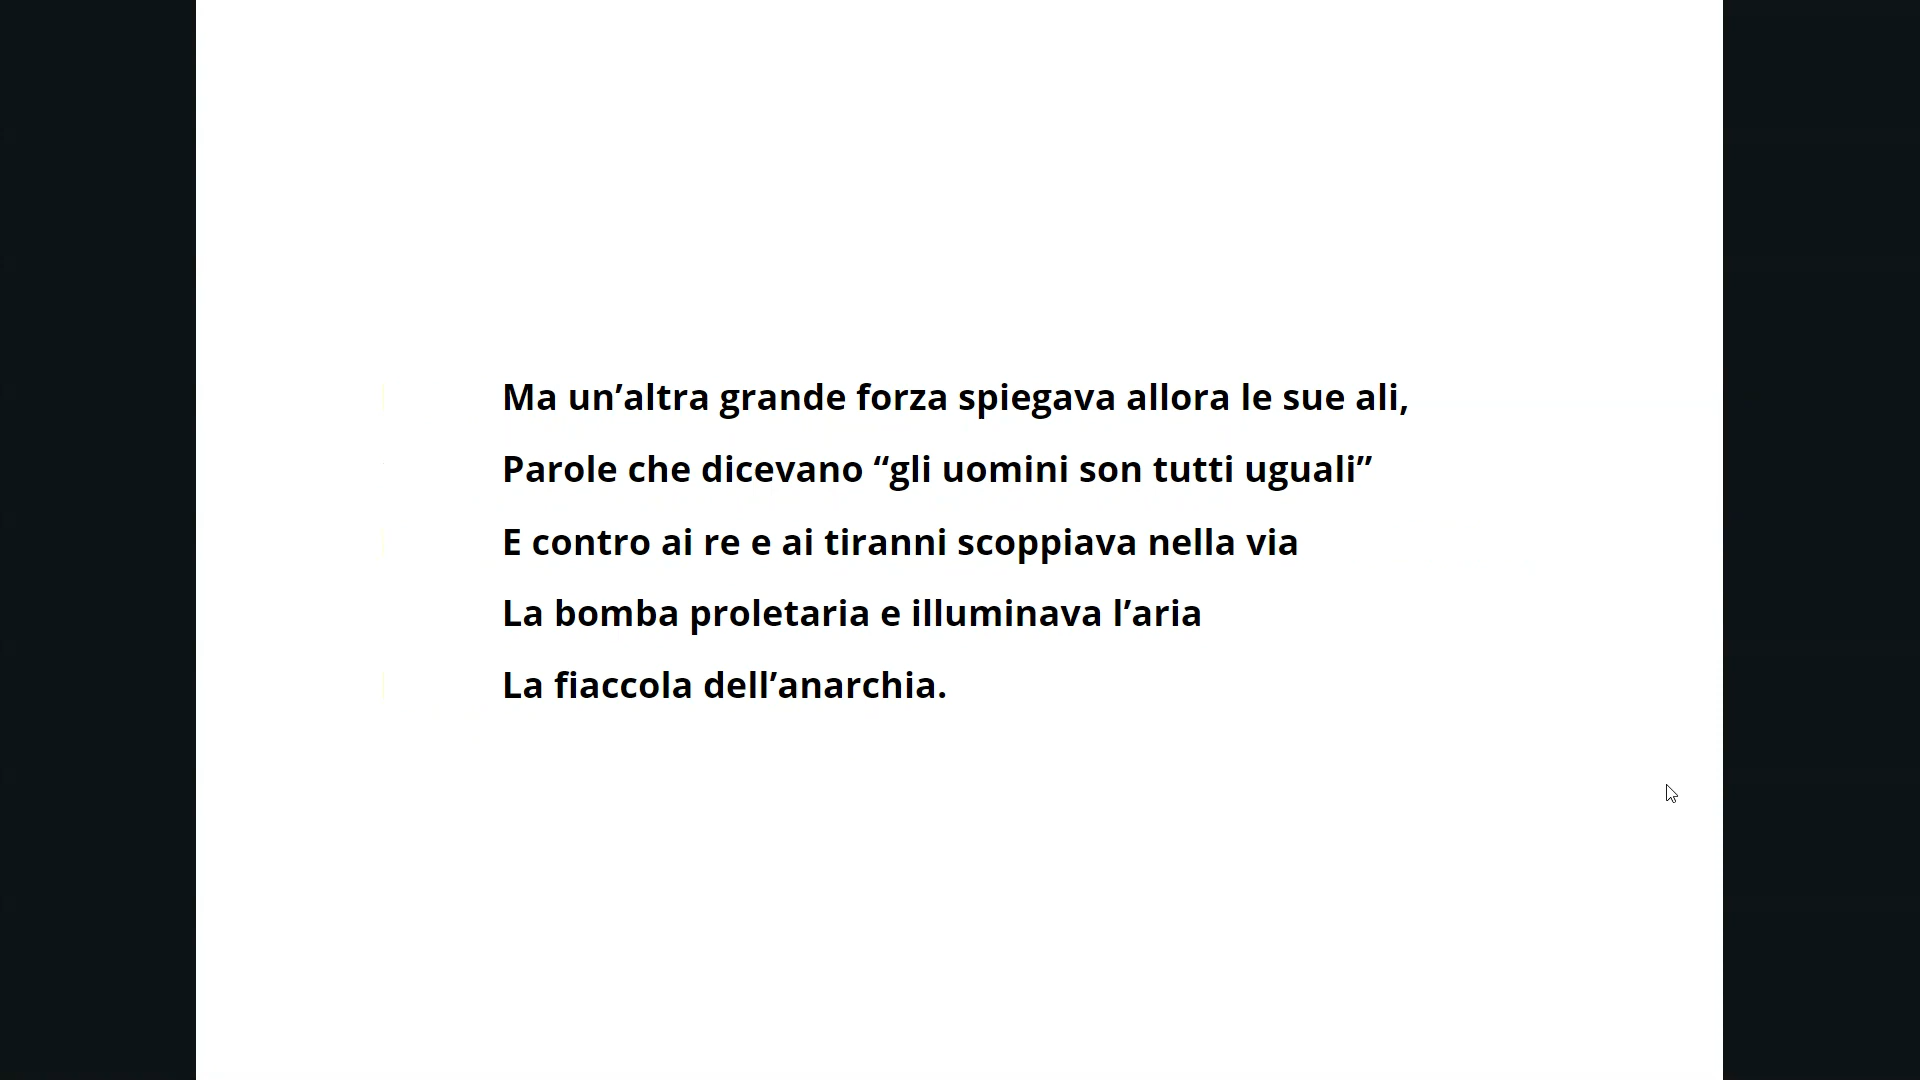 Ma un’altra grande forza spiegava allora le sue ali,
Parole che dicevano “gli uomini son tutti uguali”
E contro ai re e ai tiranni scoppiava nella via
La bomba proletaria e illuminava l’aria
La fiaccola dell’anarchia.